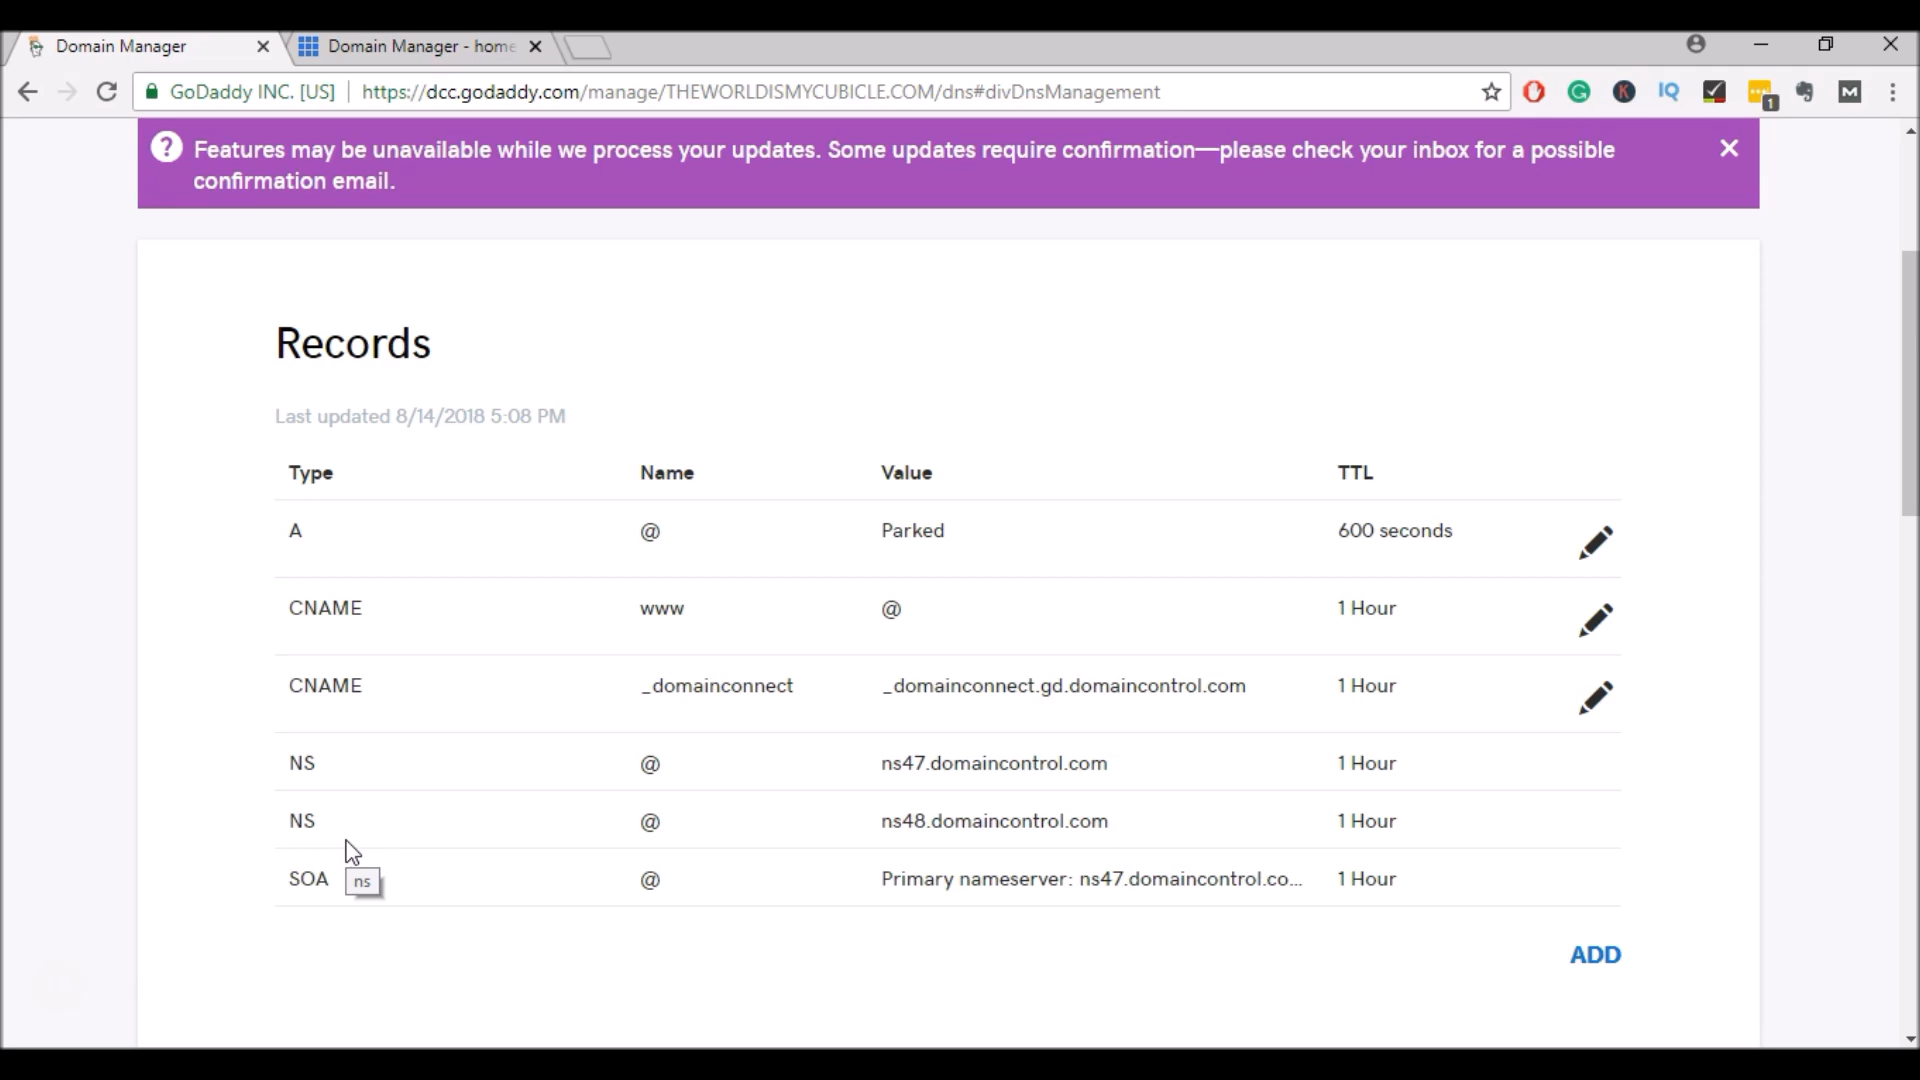 Domain Manager
Domain Manager - home
GoDaddy INC. [US] | https://dcc.godaddy.com/manage/THEWORLDISMYCUBICLE.COM/dns#divDnsManagement
IQ
1
Features may be unavailable while we process your updates. Some updates require confirmation—please check your inbox for a possible
confirmation email.
Records
Last updated 8/14/2018 5:08 PM
Type Name Value TTL
A @ Parked 600 seconds
CNAME www @ 1 Hour
CNAME _domainconnect _domainconnect.gd.domaincontrol.com 1 Hour
NS @ ns47.domaincontrol.com 1 Hour
NS @ ns48.domaincontrol.com 1 Hour
SOA @ Primary nameserver: ns47.domaincontrol.co... 1 Hour
ns
ADD